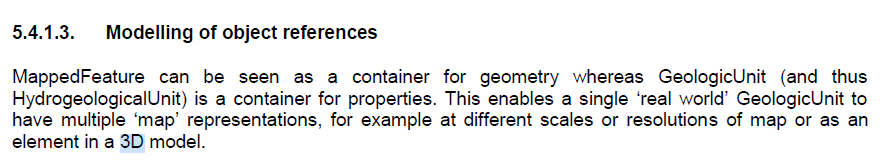 5.4.1.3. Modelling of object references
MappedFeature can be seen as a container for geometry whereas GeologicUnit (and thus
HydrogeologicalUnit) is a container for properties. This enables a single ‘real world’ GeologicUnit to
have multiple ‘map’ representations, for example at different scales or resolutions of map or as an
element in a 3D model.